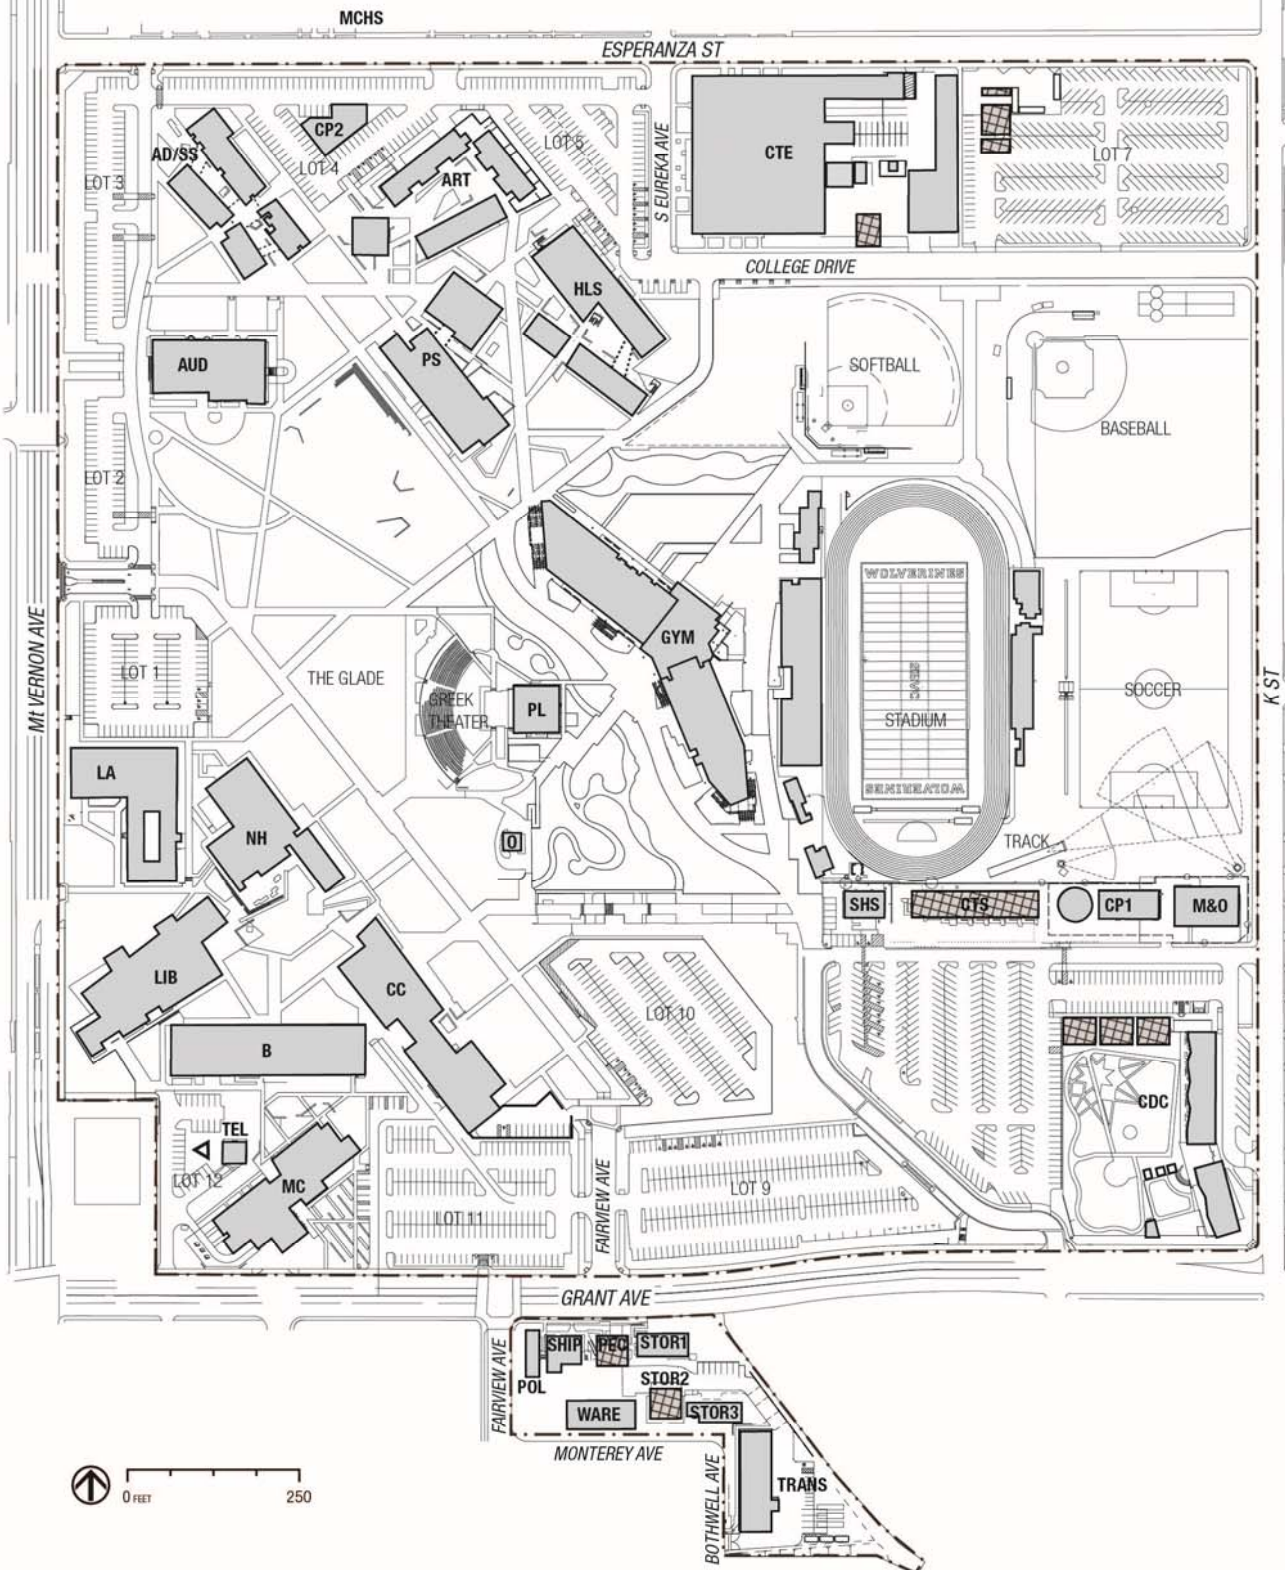 MCHS
ESPERANZA ST
CP2
AD/SS
LOT 4
LOT 5
S EUREKA AVE
CTE
LOT 7
LOT 3
ART
COLLEGE DRIVE
HLS
AUD
PS
SOFTBALL
BASEBALL
LOT 2
WOLVERINES
Mt VERNON AVE
GYM
LOT 1
THE GLADE
GREEK
THEATER
PL
SBVC
STADIUM
SOCCER
K ST
LA
WOLVERINES
NH
O
TRACK
SHS
CTS
CP1
M&O
LIB
CC
LOT 10
B
CDC
TEL
LOT 12
MC
LOT 11
FAIRVIEW AVE
LOT 9
GRANT AVE
FAIRVIEW AVE
SHIP
PEC
STOR1
POL
STOR2
WARE
STOR3
MONTEREY AVE
BOTHWELL AVE
TRANS
0 FEET 250